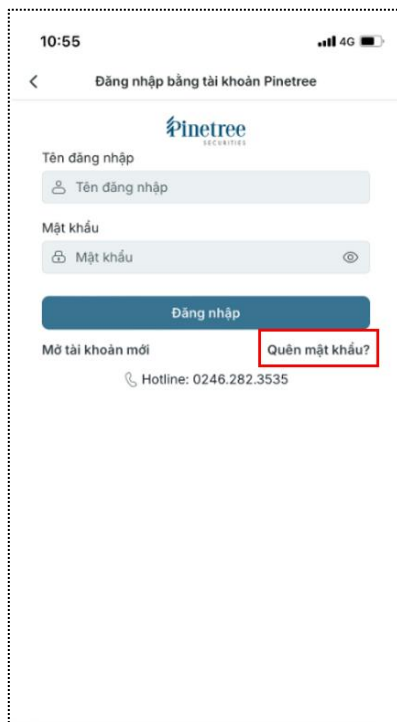 10:55
4G
Đăng nhập bằng tài khoản Pinetree
Pinetree
SECURITIES
Tên đăng nhập
Tên đăng nhập
Mật khẩu
Mật khẩu
Đăng nhập
Mở tài khoản mới
Quên mật khẩu?
Hotline: 0246.282.3535